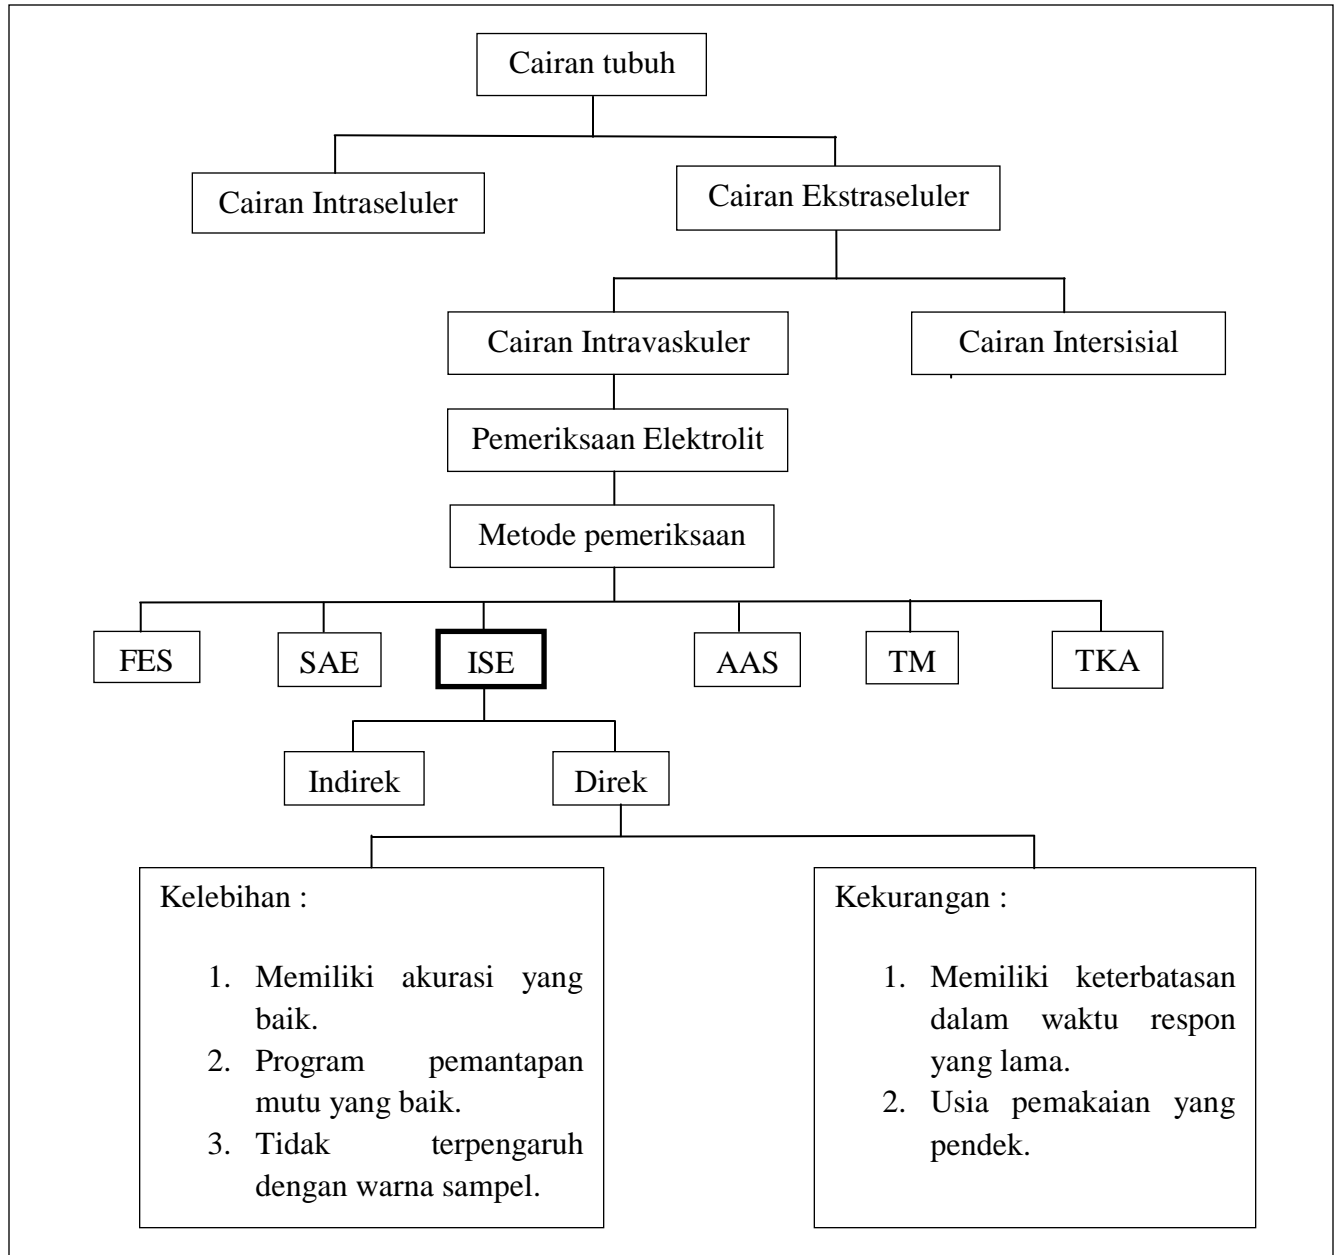 Cairan tubuh
Cairan Intraseluler
Cairan Ekstraseluler
Cairan Intravaskuler
Cairan Intersisial
Pemeriksaan Elektrolit
Metode pemeriksaan
FES
SAE
ISE
AAS
TM
TKA
Indirek
Direk
Kelebihan :
1. Memiliki akurasi yang
baik.
2. Program pemantapan
mutu yang baik.
3. Tidak terpengaruh
dengan warna sampel.
Kekurangan :
1. Memiliki keterbatasan
dalam waktu respon
yang lama.
2. Usia pemakaian yang
pendek.